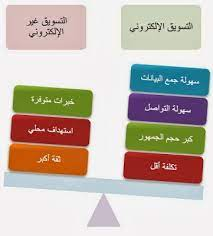 التسويق الإلكتروني
التسويق غير
الإلكتروني
سهولة جمع البيانات
سهولة التواصل
كبر حجم الجمهور
تكلفة أقل
خبرات متوفرة
استهداف محلي
ثقة أكبر